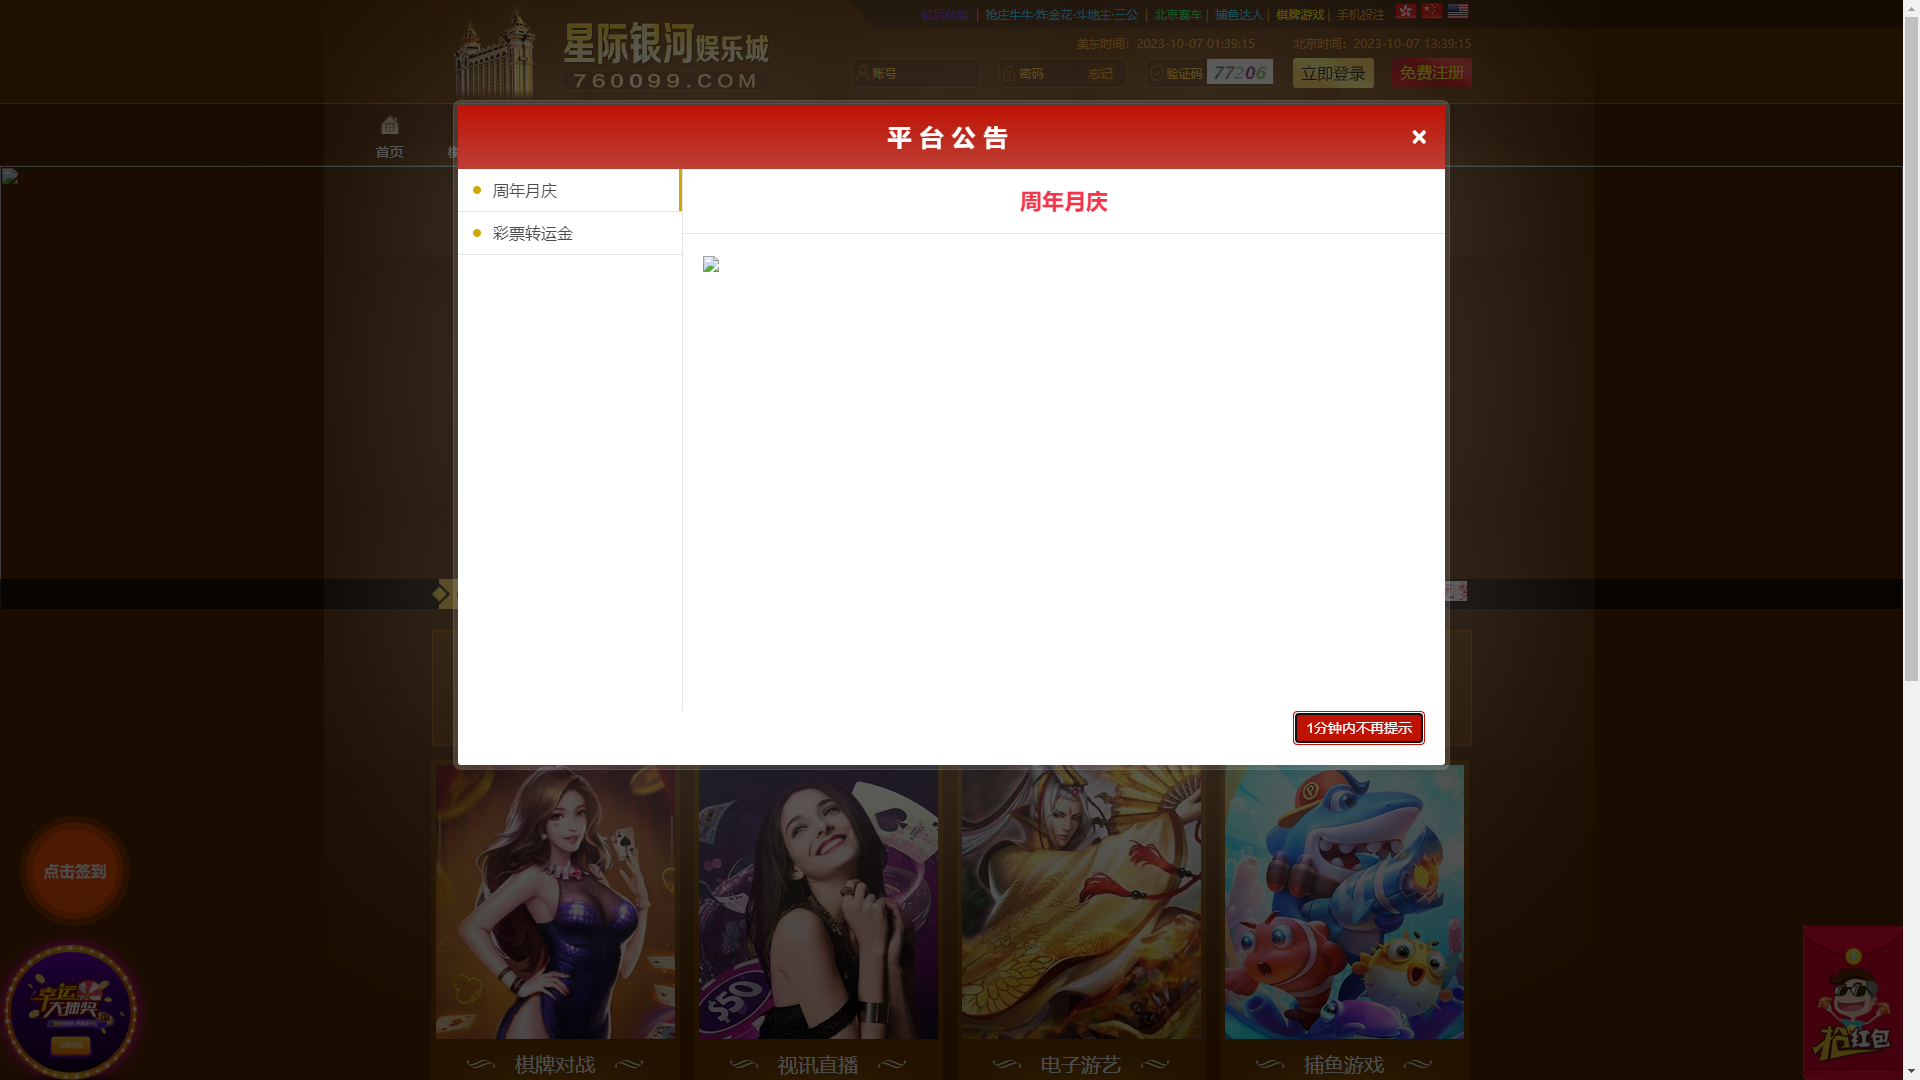 试玩体验 | 抢庄牛牛·炸金花·斗地主·三公 | 北京赛车 | 捕鱼达人 | 棋牌游戏 | 手机投注
星际银河娱乐城
760099.COM
美东时间：2023-10-07 01:39:15 北京时间：2023-10-07 13:39:15
账号 密码 忘记 验证码 77206 立即登录 免费注册
首页
平台公告 ×
周年月庆
彩票转运金
周年月庆
1分钟内不再提示
点击签到
幸运
大抽奖
$50
抢红包
棋牌对战 视讯直播 电子游艺 捕鱼游戏